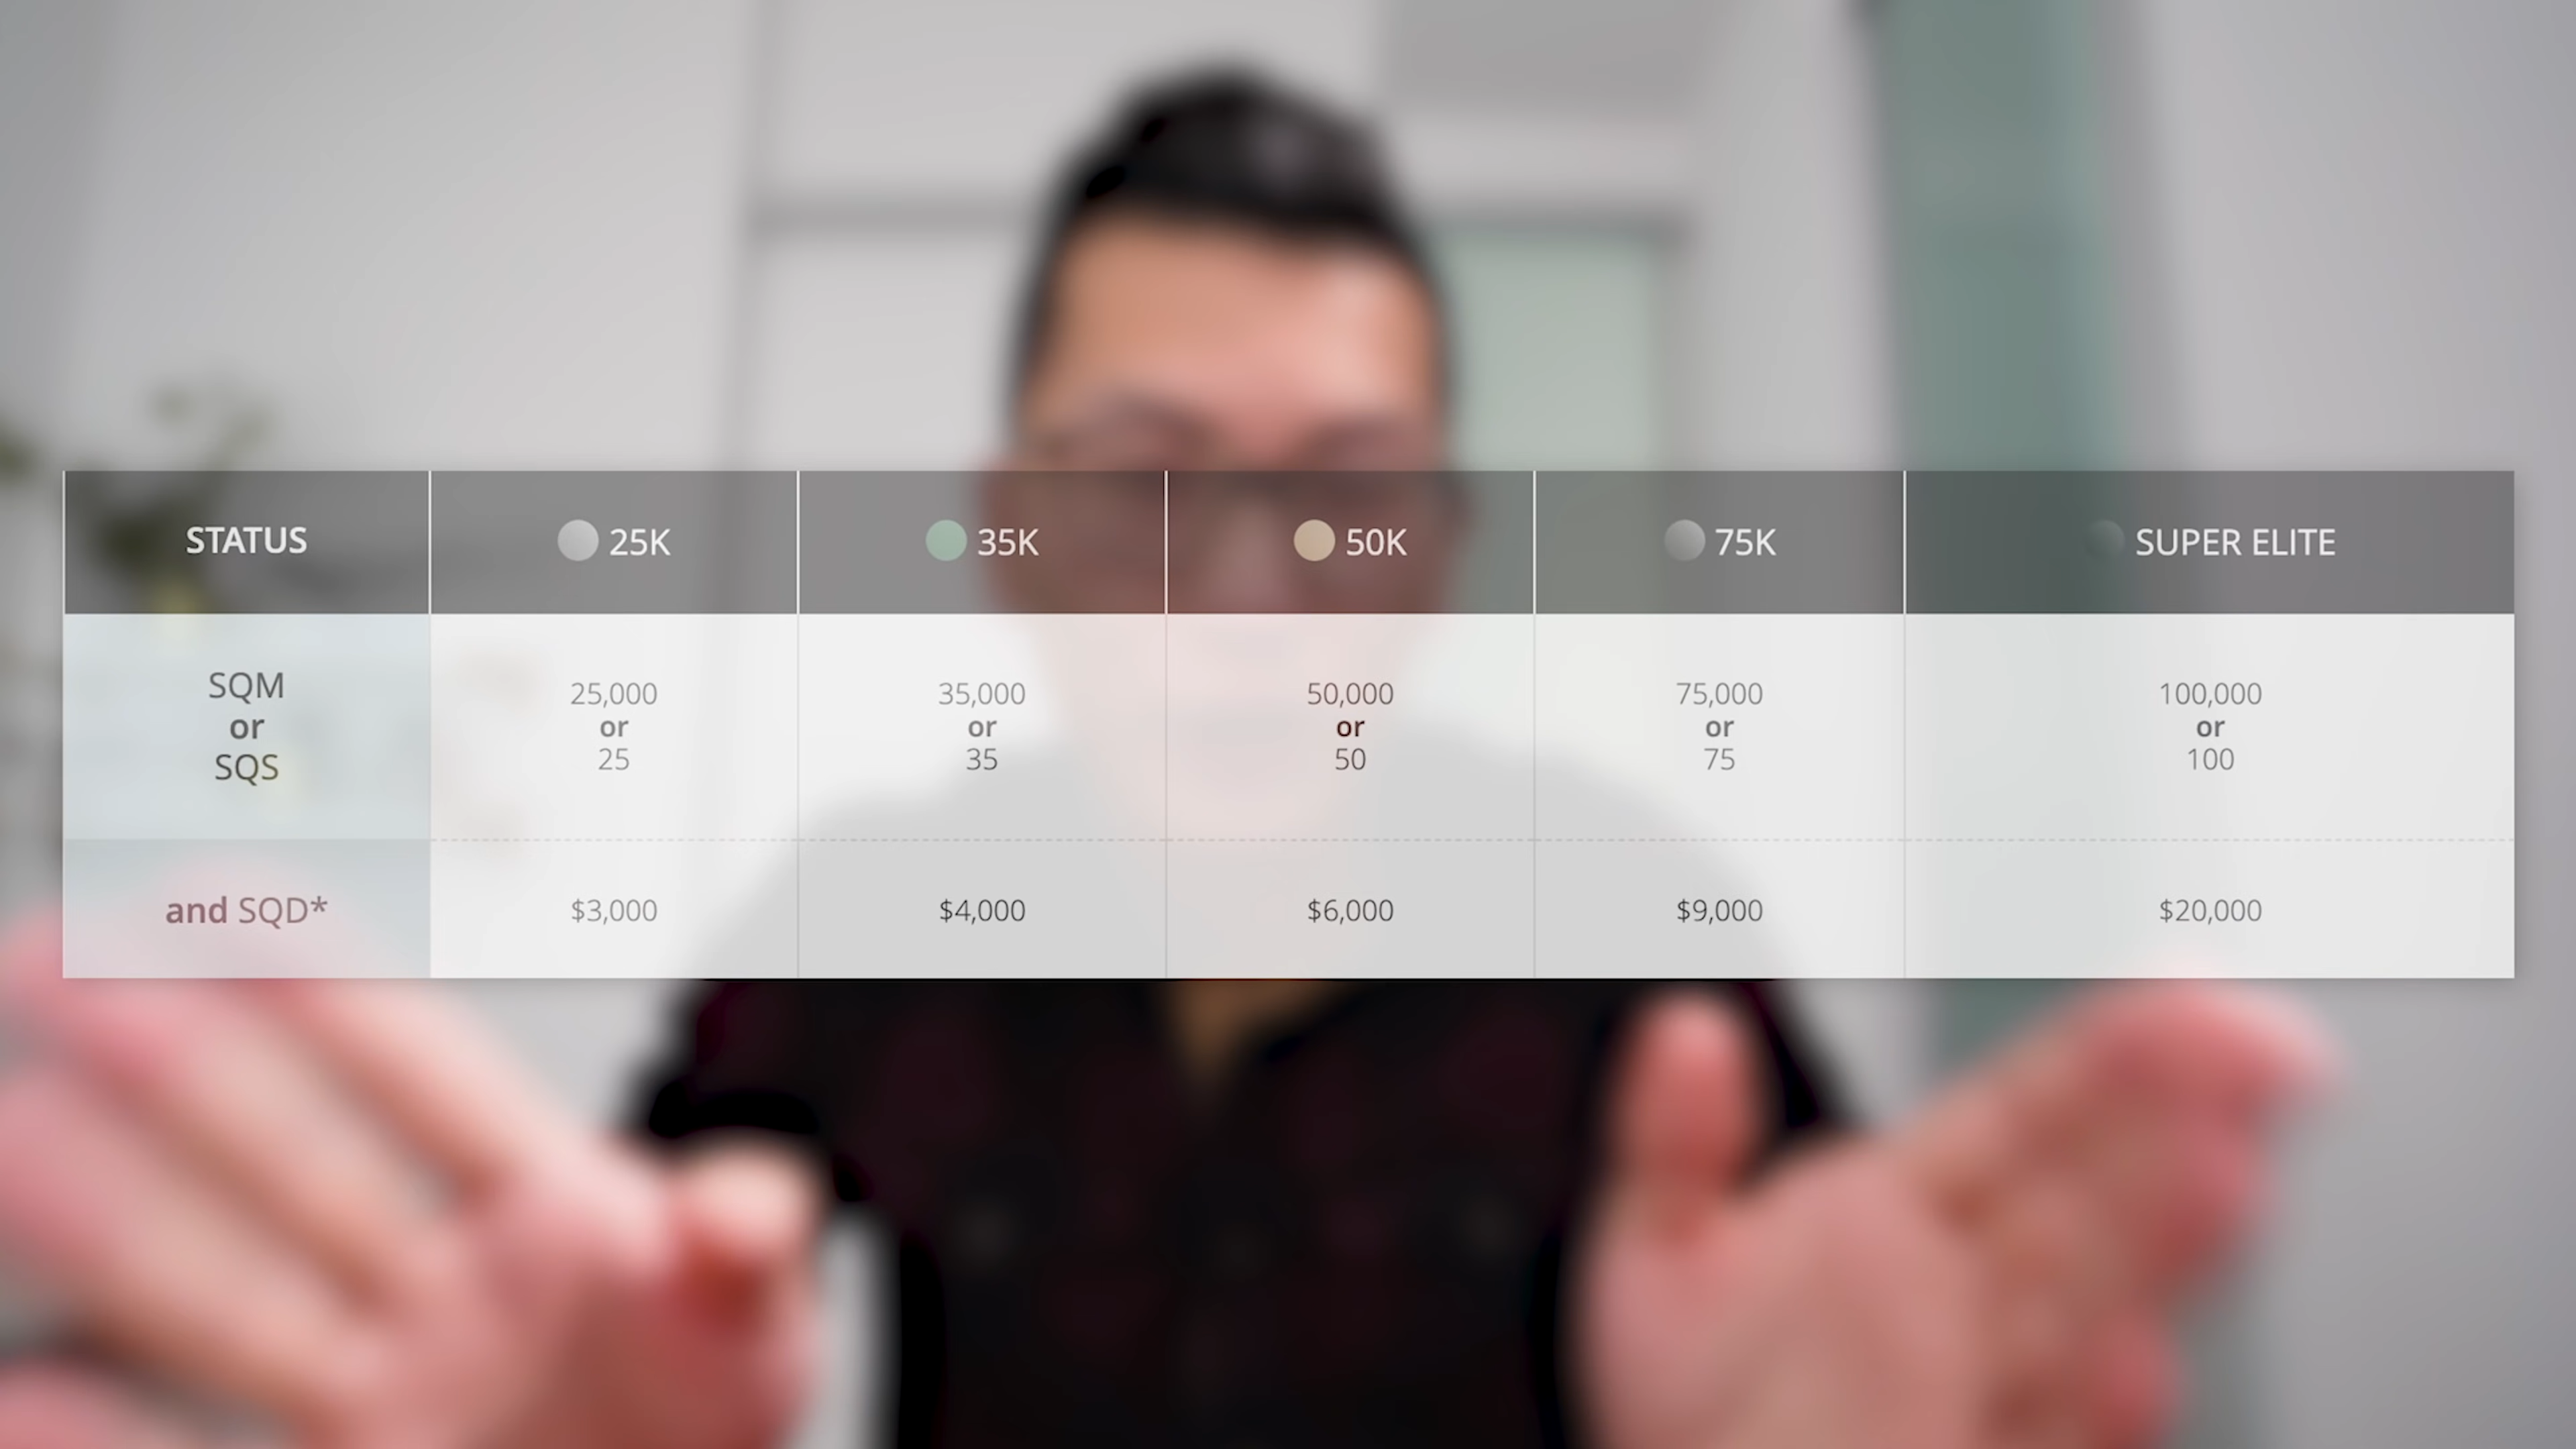 STATUS 25K 35K 50K 75K SUPER ELITE
SQM
or
SQS
25,000
or
25
35,000
or
35
50,000
or
50
75,000
or
75
100,000
or
100
and SQD* $3,000 $4,000 $6,000 $9,000 $20,000